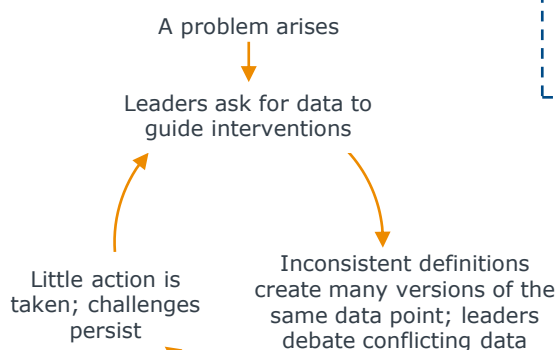 A problem arises
Leaders ask for data to
guide interventions
Inconsistent definitions
create many versions of the
same data point; leaders
debate conflicting data
Little action is
taken; challenges
persist